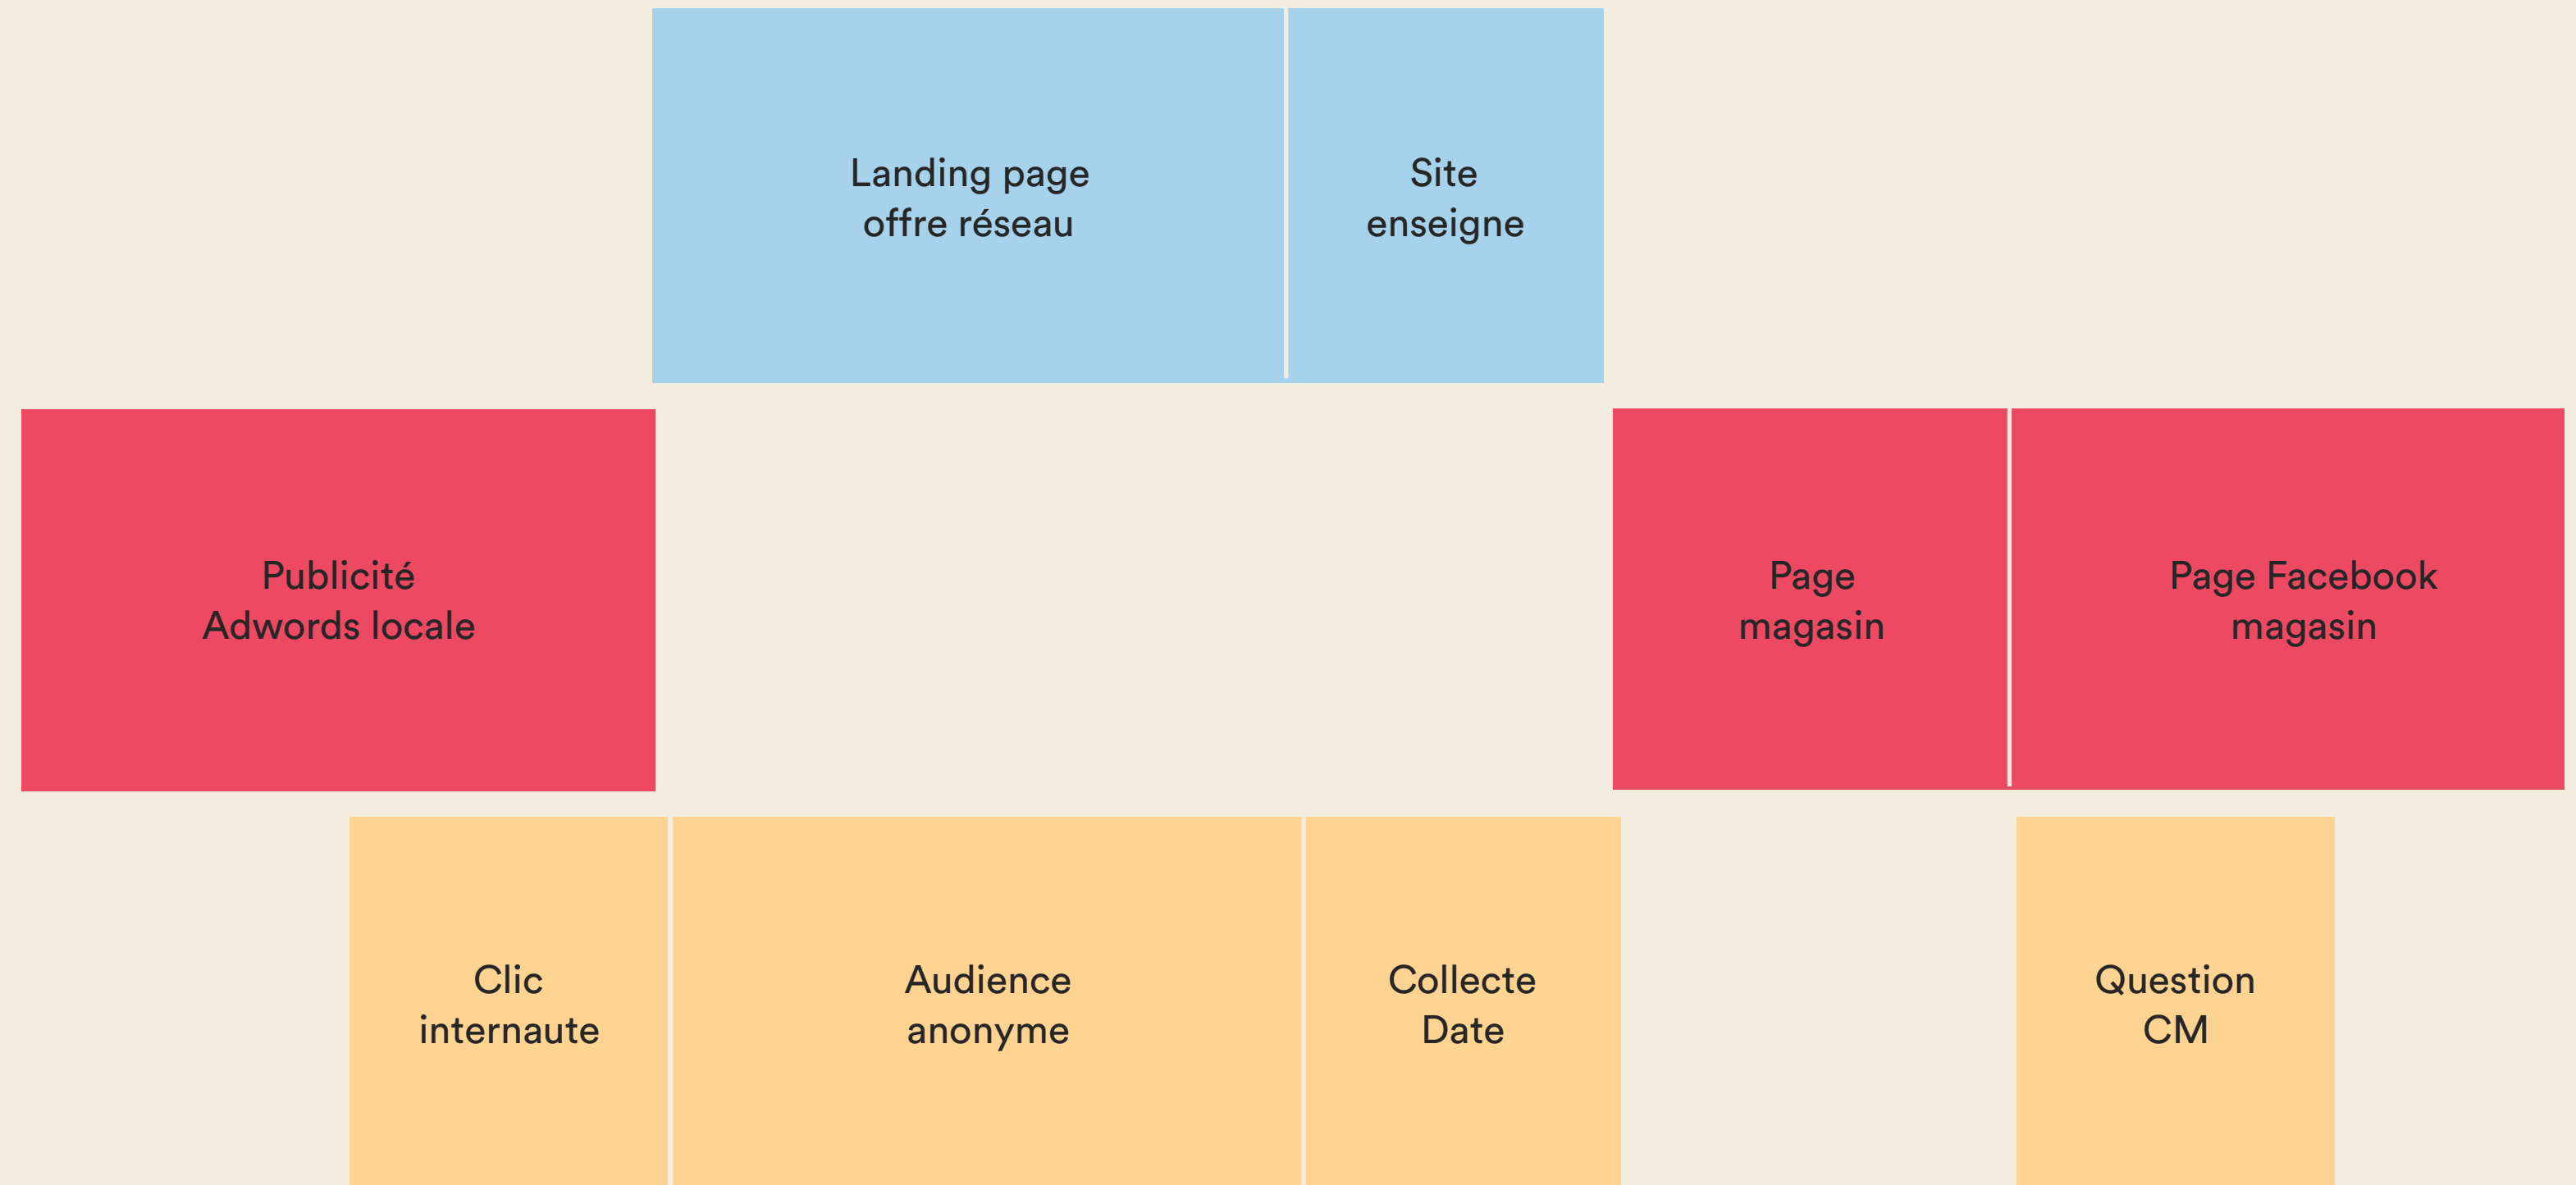 Landing page
offre réseau
Site
enseigne
Publicité
Adwords locale
Page
magasin
Page Facebook
magasin
Clic
internaute
Audience
anonyme
Collecte
Date
Question
CM